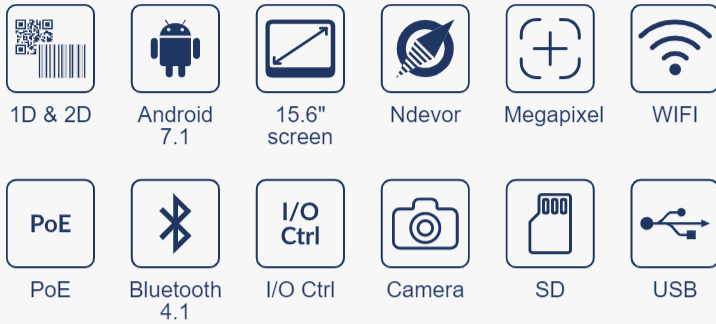 1D & 2D
Android
7.1
15.6"
screen
Ndevor
Megapixel
WIFI
PoE
I/O
Ctrl
PoE
Bluetooth
4.1
I/O Ctrl
Camera
SD
USB